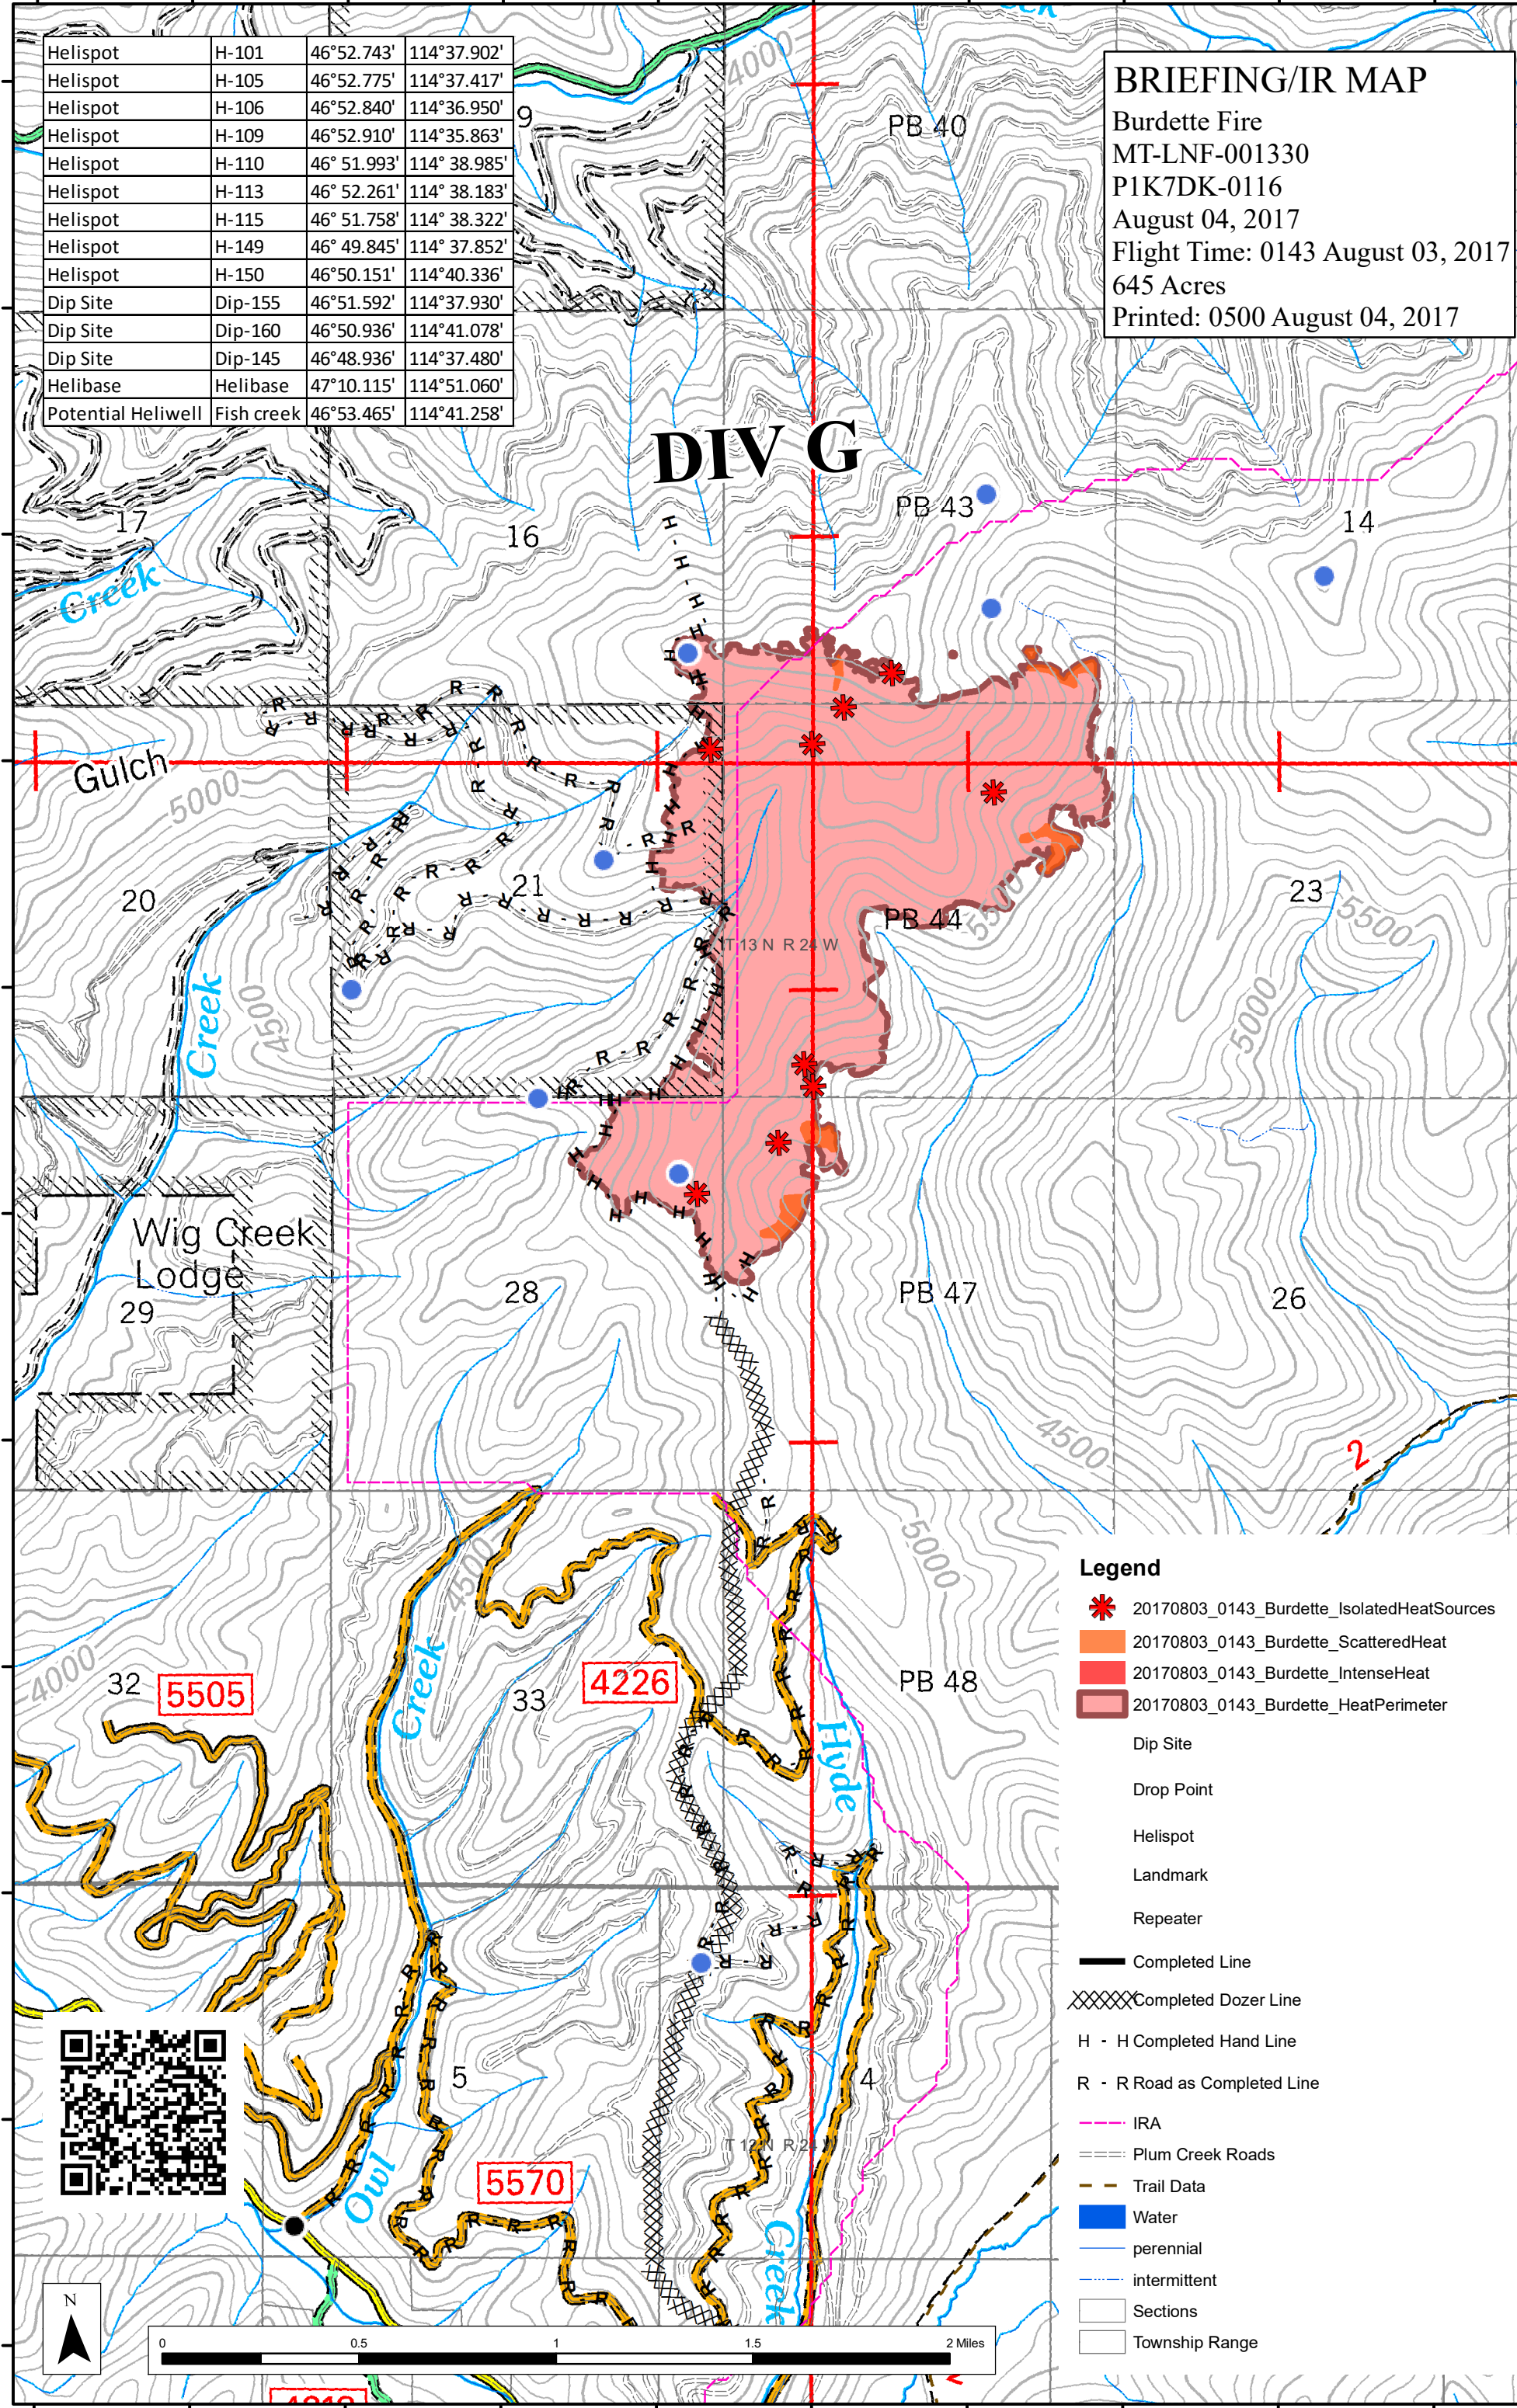 Helispot H-101 46°52.743' 114°37.902'
Helispot H-105 46°52.775' 114°37.417'
Helispot H-106 46°52.840' 114°36.950'
Helispot H-109 46°52.910' 114°35.863'
Helispot H-110 46° 51.993' 114° 38.985'
Helispot H-113 46° 52.261' 114° 38.183'
Helispot H-115 46° 51.758' 114° 38.322'
Helispot H-149 46° 49.845' 114° 37.852'
Helispot H-150 46°50.151' 114°40.336'
Dip Site Dip-155 46°51.592' 114°37.930'
Dip Site Dip-160 46°50.936' 114°41.078'
Dip Site Dip-145 46°48.936' 114°37.480'
Helibase Helibase 47°10.115' 114°51.060'
Potential Heliwell Fish creek 46°53.465' 114°41.258'
BRIEFING/IR MAP
Burdette Fire
MT-LNF-001330
P1K7DK-0116
August 04, 2017
Flight Time: 0143 August 03, 2017
645 Acres
Printed: 0500 August 04, 2017
4000
9
PB 40
DIV G
PB 43
17
16
14
Creek
Gulch
5000
20
21
PB 44
5500
23
5500
T 13 N R 24 W
Creek
4500
5000
Wig Creek
Lodge
29
28
PB 47
26
4500
2
4500
5000
4000
32
5505
Creek
33
4226
PB 48
Hyde
5
4
T 12 N R 24 W
Owl
5570
Creek
Legend
20170803_0143_Burdette_IsolatedHeatSources
20170803_0143_Burdette_ScatteredHeat
20170803_0143_Burdette_IntenseHeat
20170803_0143_Burdette_HeatPerimeter
Dip Site
Drop Point
Helispot
Landmark
Repeater
Completed Line
Completed Dozer Line
H - H Completed Hand Line
R - R Road as Completed Line
IRA
Plum Creek Roads
Trail Data
Water
perennial
intermittent
Sections
Township Range
N
0 0.5 1 1.5 2 Miles